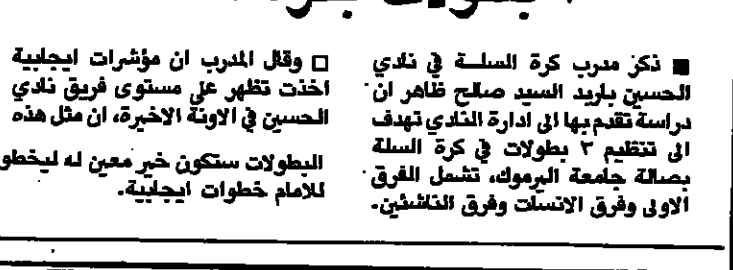 ■ ذكر مدرب كرة السلة في نادي
الحسين باربد السيد صالح ظاهر ان
دراسة تقدم بها الى ادارة النادي تهدف
الى تنظيم ٣ بطولات في كرة السلة
بصالة جامعة اليرموك، تشمل الفرق
الاولى وفرق الانسات وفرق الناشئين.
□ وقال المدرب ان مؤشرات ايجابية
اخذت تظهر على مستوى فريق نادي
الحسين في الاونة الاخيرة، ان مثل هذه
البطولات ستكون خير معين له ليخطو
للامام خطوات ايجابية.